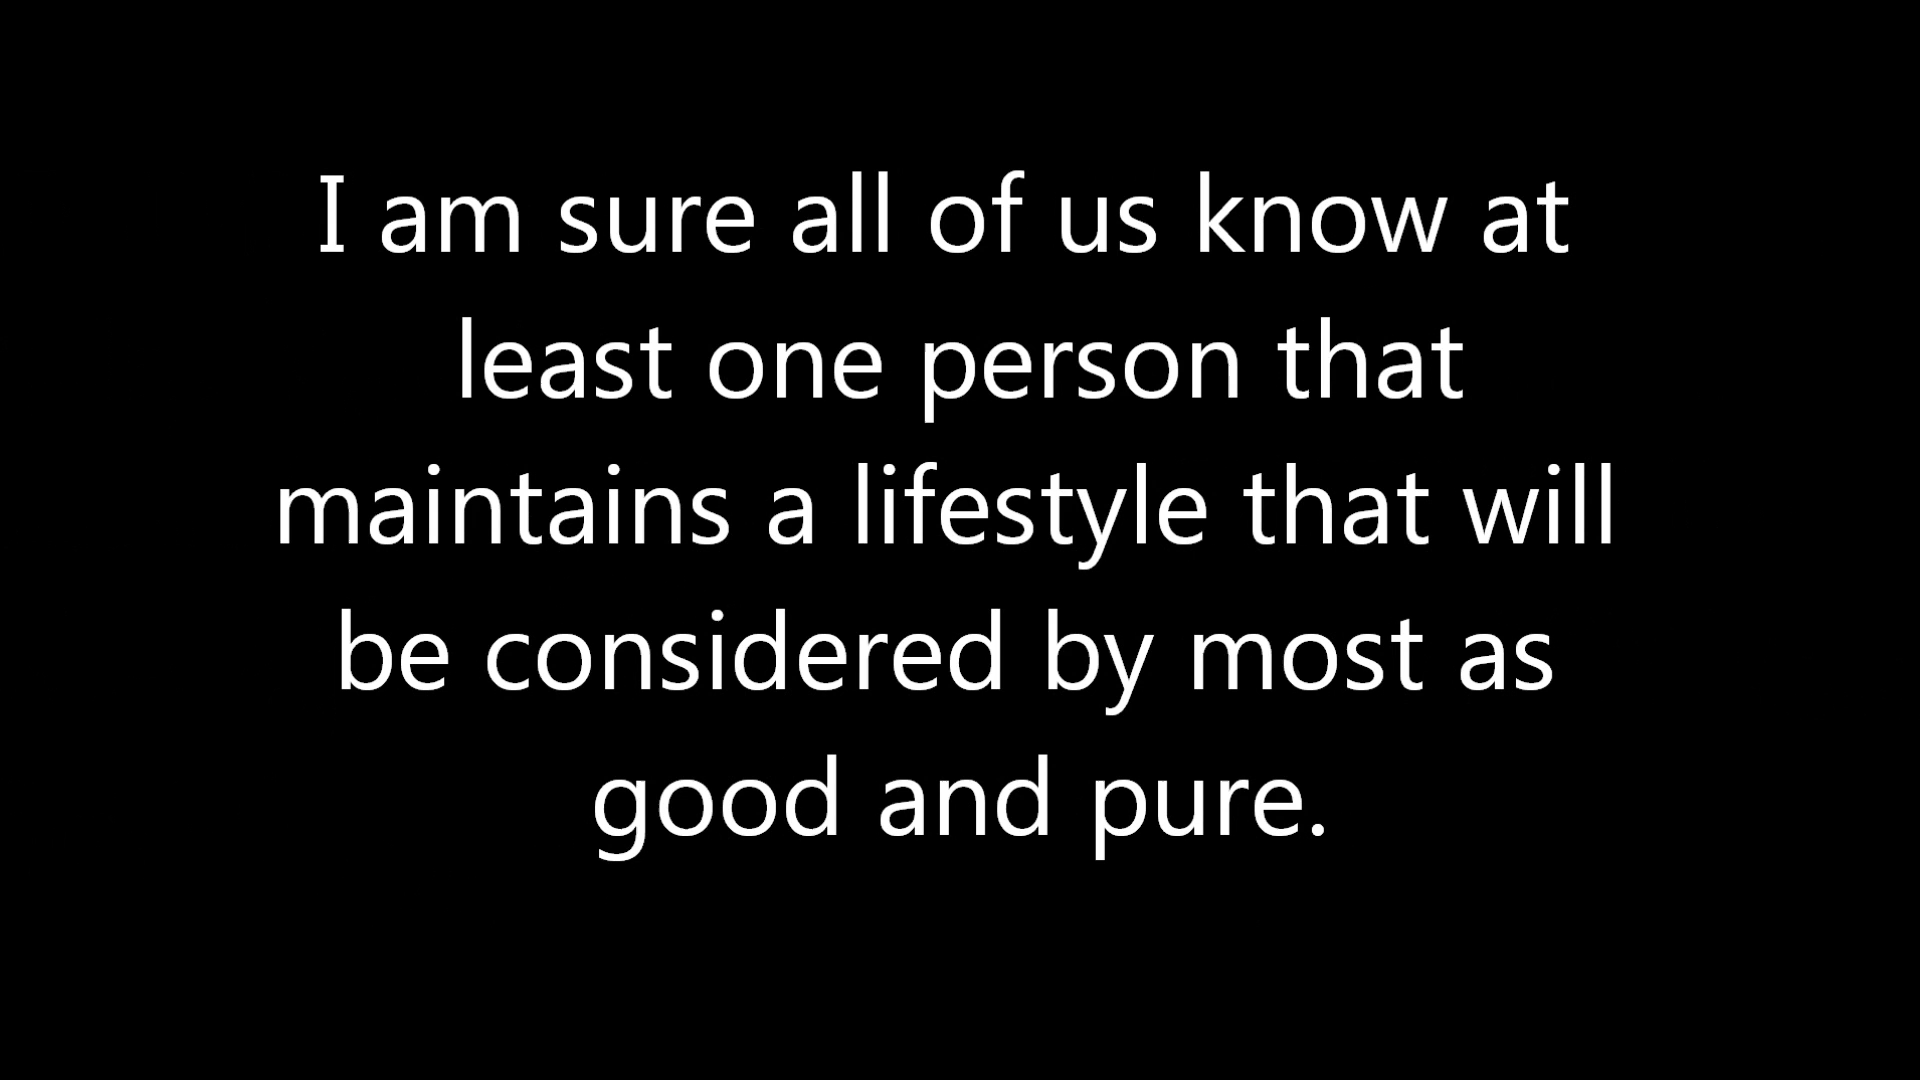 I am sure all of us know at
least one person that
maintains a lifestyle that will
be considered by most as
good and pure.